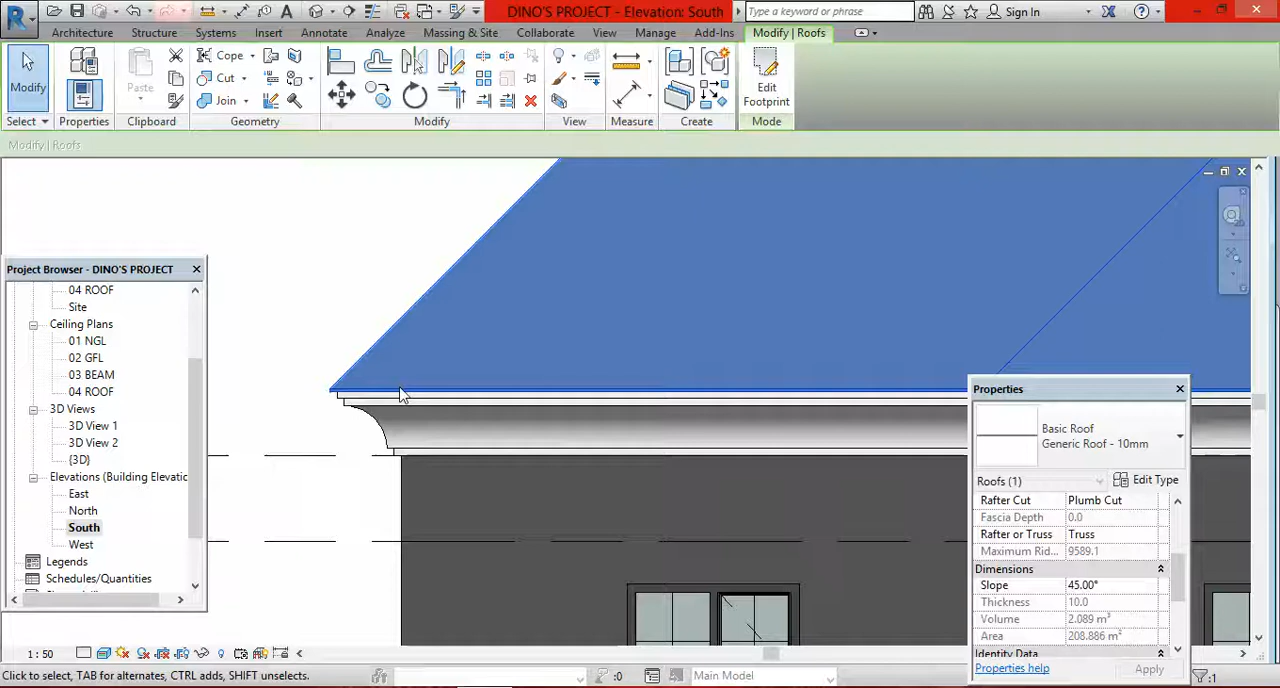 DINO'S PROJECT - Elevation: South
Type a keyword or phrase
Sign In
Architecture Structure Systems Insert Annotate Analyze Massing & Site Collaborate View Manage Add-Ins Modify | Roofs
Modify
Paste
Cope
Cut
Join
Edit Footprint
Select Properties Clipboard Geometry Modify View Measure Create Mode
Modify | Roofs
Project Browser - DINO'S PROJECT
04 ROOF
Site
Ceiling Plans
01 NGL
02 GFL
03 BEAM
04 ROOF
3D Views
3D View 1
3D View 2
{3D}
Elevations (Building Elevatic
East
North
South
West
Legends
Schedules/Quantities
Properties
Basic Roof
Generic Roof - 10mm
Roofs (1)
Edit Type
Rafter Cut Plumb Cut
Fascia Depth 0.0
Rafter or Truss Truss
Maximum Rid... 9589.1
Dimensions
Slope 45.00°
Thickness 10.0
Volume 2.089 m³
Area 208.886 m²
Identity Data
Properties help
Apply
1 : 50
Click to select, TAB for alternates, CTRL adds, SHIFT unselects.
:0
Main Model
:1